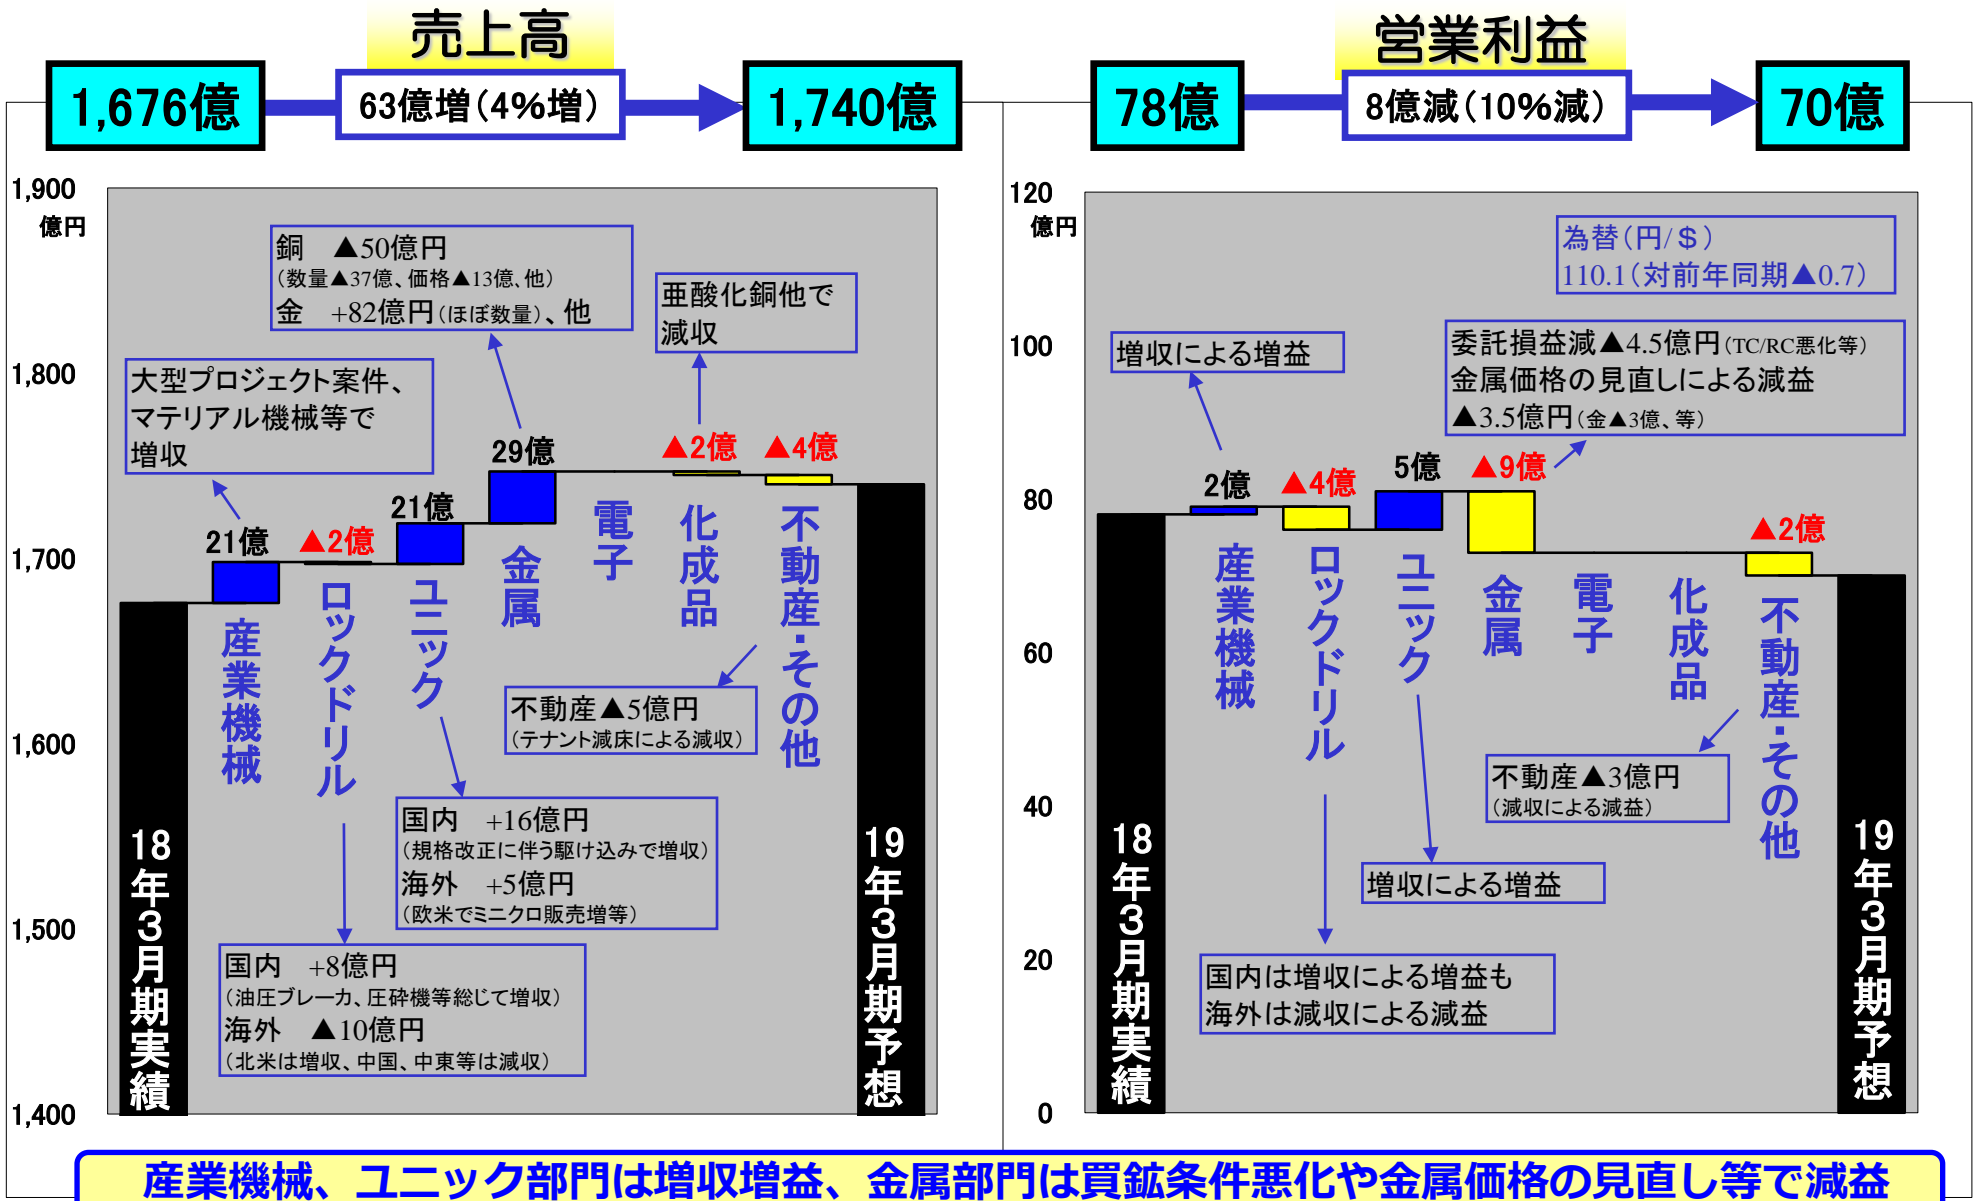 売上高
1,676億
63億増（4％増）
1,740億
営業利益
78億
8億減（10％減）
70億
1,900
億円
1,800
1,700
1,600
1,500
1,400
銅　▲50億円
（数量▲37億、価格▲13億、他）
金　+82億円（ほぼ数量）、他
亜酸化銅他で
減収
大型プロジェクト案件、
マテリアル機械等で
増収
21億
▲2億
21億
29億
▲2億
▲4億
18年3月期実績
産業機械
ロックドリル
ユニック
金属
電子
化成品
不動産・その他
19年3月期予想
不動産▲5億円
（テナント減床による減収）
国内　+16億円
（規格改正に伴う駆け込みで増収）
海外　+5億円
（欧米でミニクロ販売増等）
国内　+8億円
（油圧ブレーカ、圧砕機等総じて増収）
海外　▲10億円
（北米は増収、中国、中東等は減収）
120
億円
100
80
60
40
20
0
為替（円/＄）
110.1（対前年同期▲0.7）
増収による増益
委託損益減▲4.5億円（TC/RC悪化等）
金属価格の見直しによる減益
▲3.5億円（金▲3億、等）
2億
▲4億
5億
▲9億
▲2億
18年3月期実績
産業機械
ロックドリル
ユニック
金属
電子
化成品
不動産・その他
19年3月期予想
不動産▲3億円
（減収による減益）
増収による増益
国内は増収による増益も
海外は減収による減益
産業機械、ユニック部門は増収増益、金属部門は買鉱条件悪化や金属価格の見直し等で減益